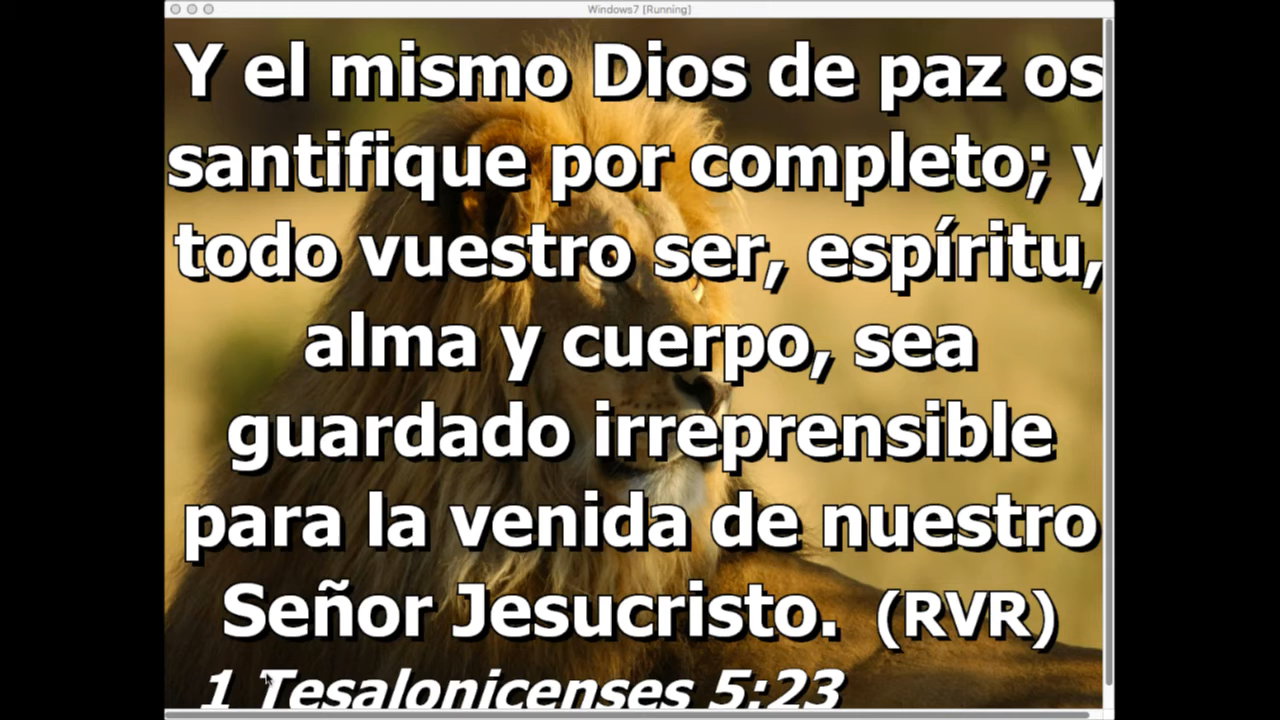 Windows7 [Running]
Y el mismo Dios de paz os
santifique por completo; y
todo vuestro ser, espíritu,
alma y cuerpo, sea
guardado irreprensible
para la venida de nuestro
Señor Jesucristo. (RVR)
1 Tesalonicenses 5:23